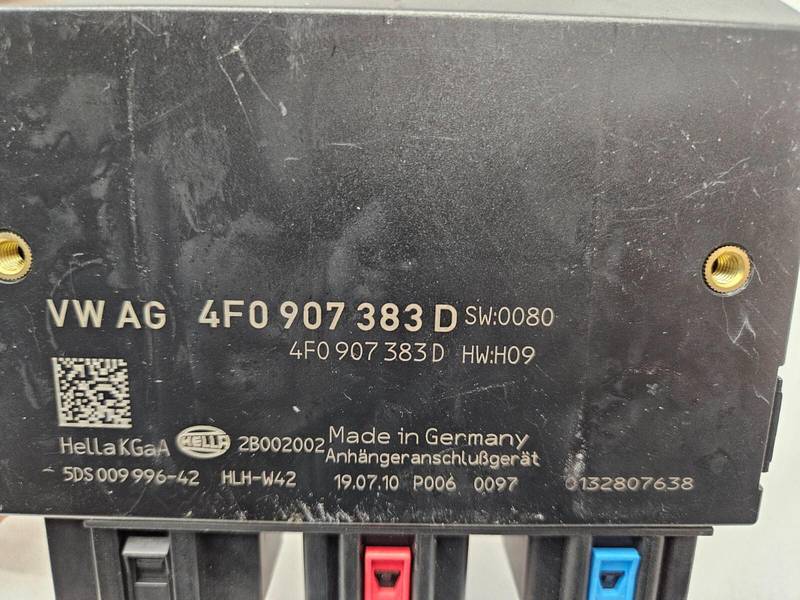 VW AG 4F0 907 383 D SW:0080
4F0 907 383 D HW:H09
Hella KGaA HELLA 2B002002 Made in Germany
Anhängeranschlußgerät
5DS 009 996-42 HLH-W42 19.07.10 P006 0097 0132807638